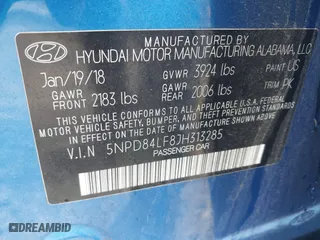 HYUNDAI MOTOR MANUFACTURING ALABAMA, LLC
Jan/19/18 GVWR 3924 lbs PAINT US
GAWR FRONT 2183 lbs GAWR REAR 2006 lbs TRIM PK
THIS VEHICLE CONFORMS TO ALL APPLICABLE U.S.A. FEDERAL
MOTOR VEHICLE SAFETY, BUMPER, AND THEFT PREVENTION
STANDARDS IN EFFECT ON THE DATE OF MANUFACTURE SHOWN ABOVE.
V.I.N 5NPD84LF8JH313285
PASSENGER CAR
DREAMBID.COM.UA